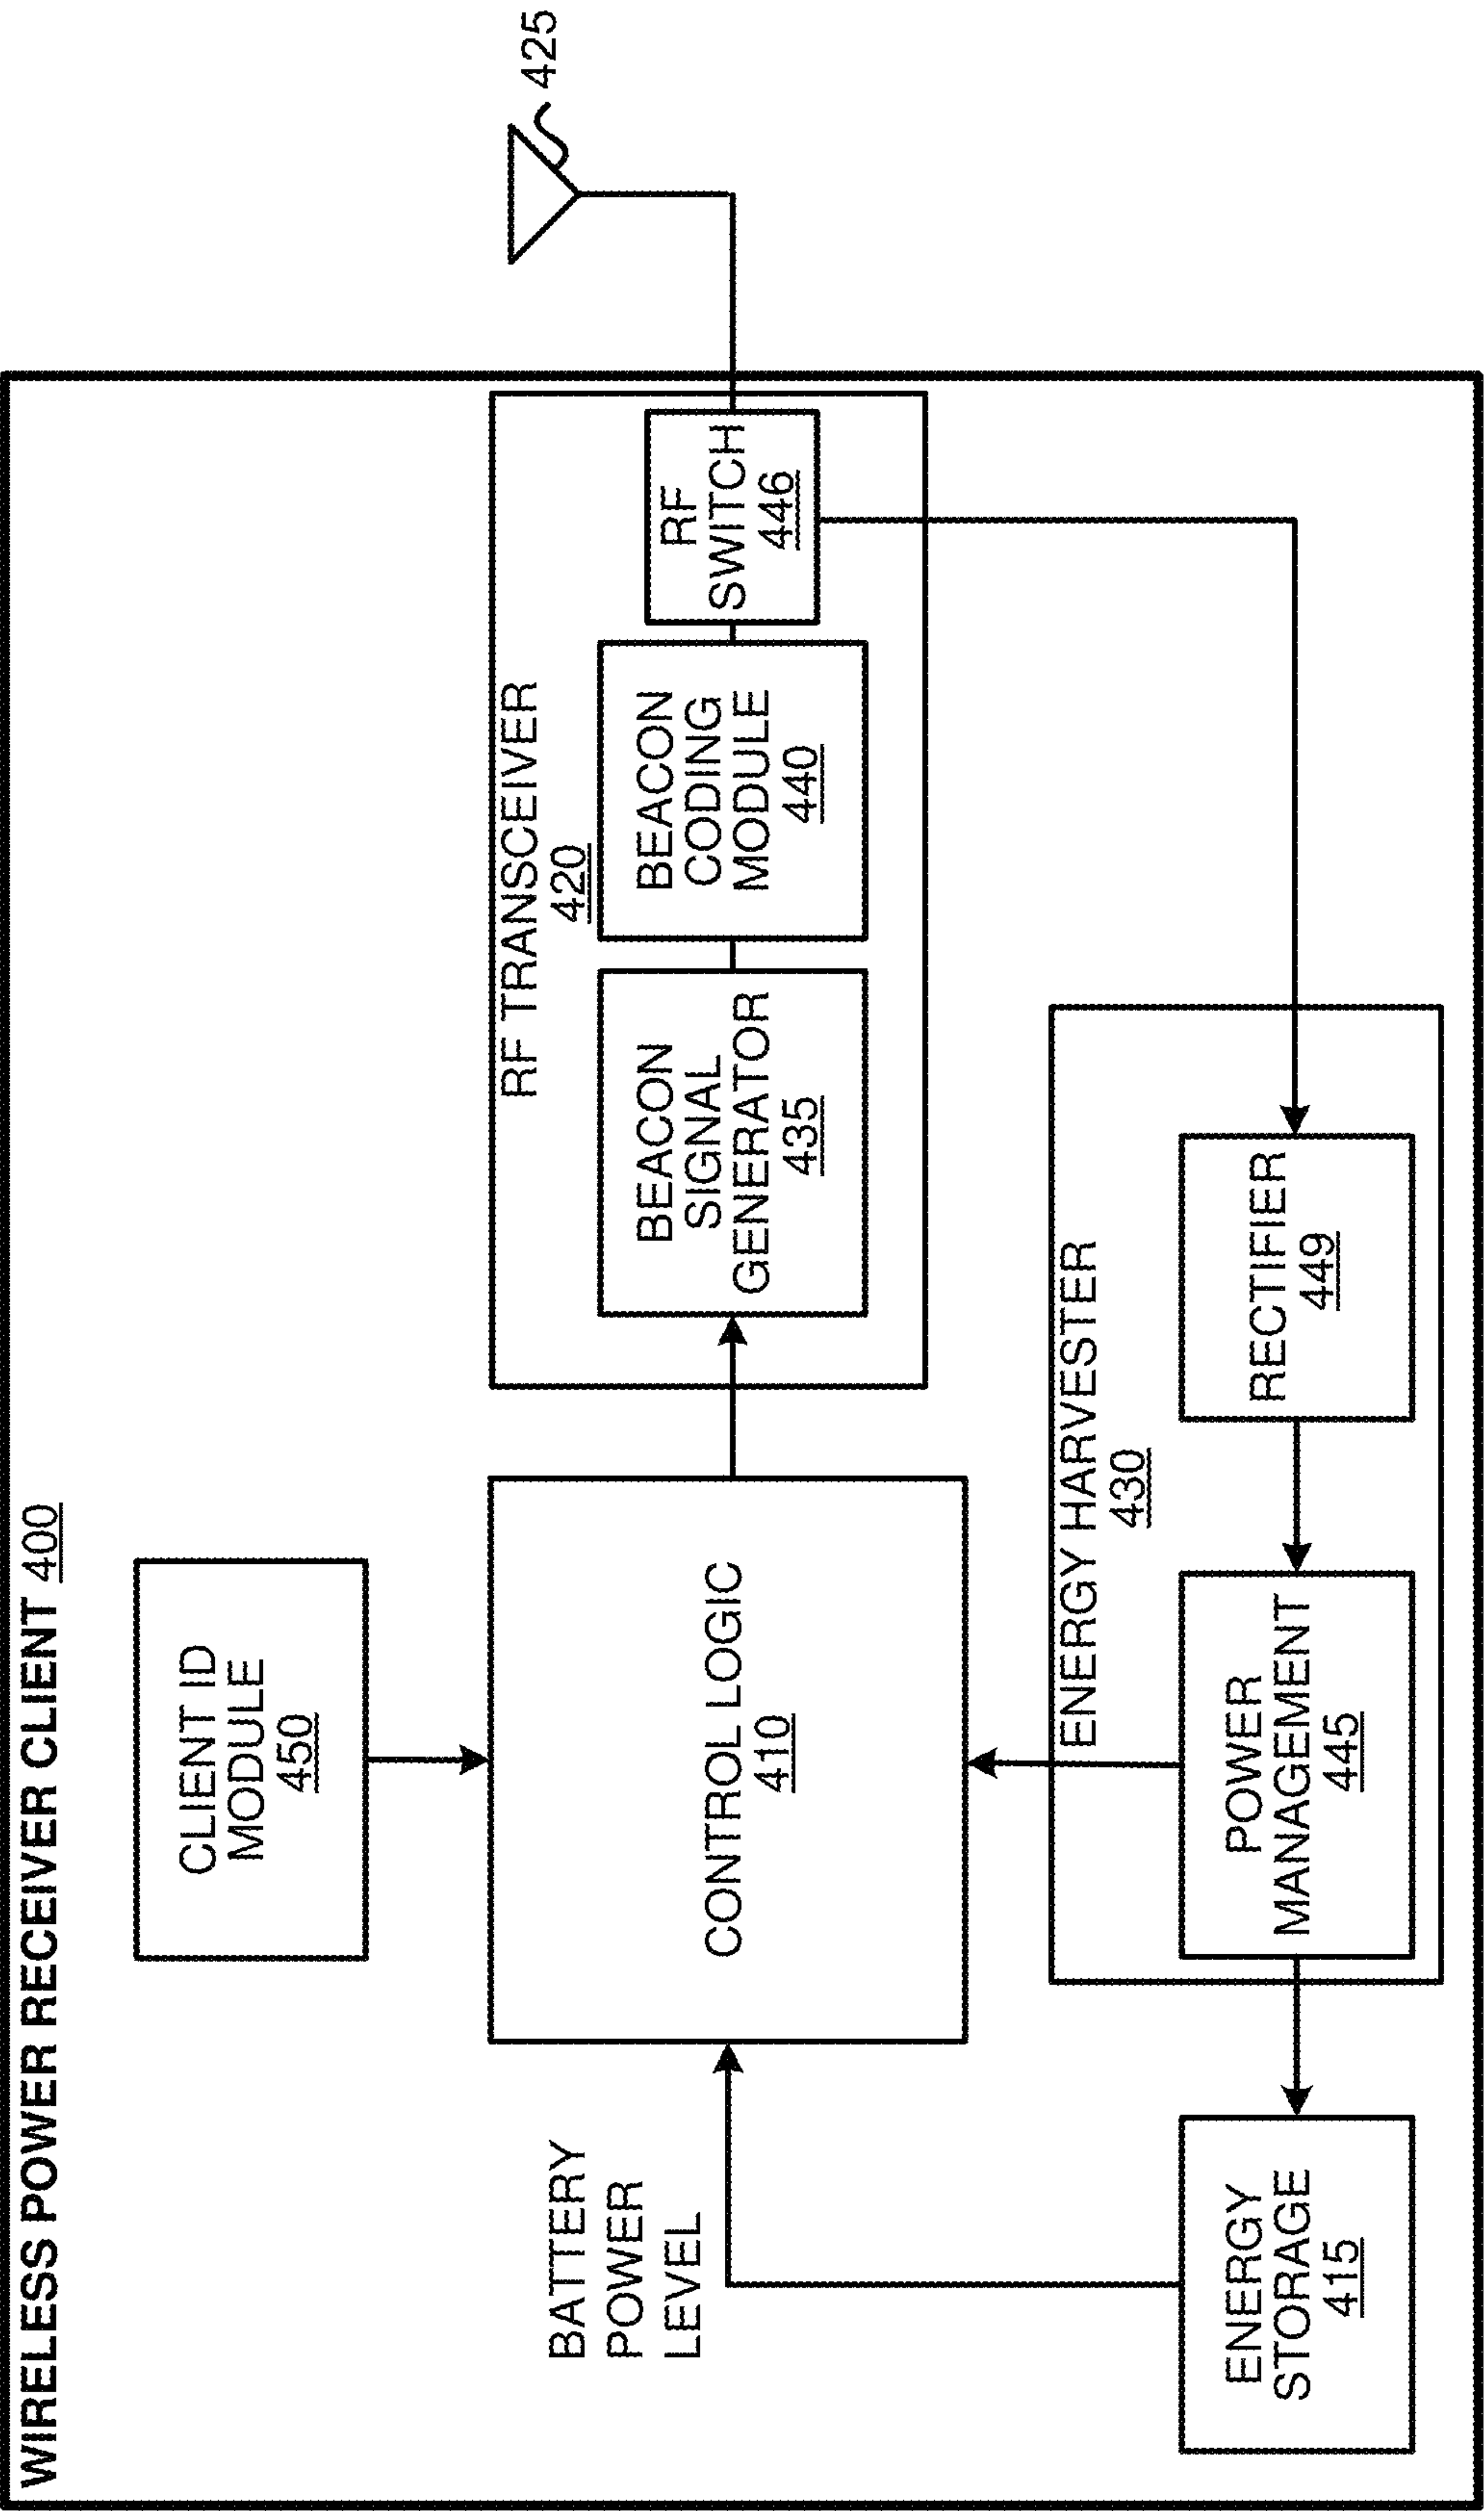 WIRELESS POWER RECEIVER CLIENT 400
CLIENT ID
MODULE
450
BATTERY
POWER
LEVEL
CONTROL LOGIC
410
RF TRANSCEIVER
420
BEACON
SIGNAL
GENERATOR
435
BEACON
CODING
MODULE
440
RF
SWITCH
446
425
ENERGY HARVESTER
430
ENERGY
STORAGE
415
POWER
MANAGEMENT
445
RECTIFIER
449